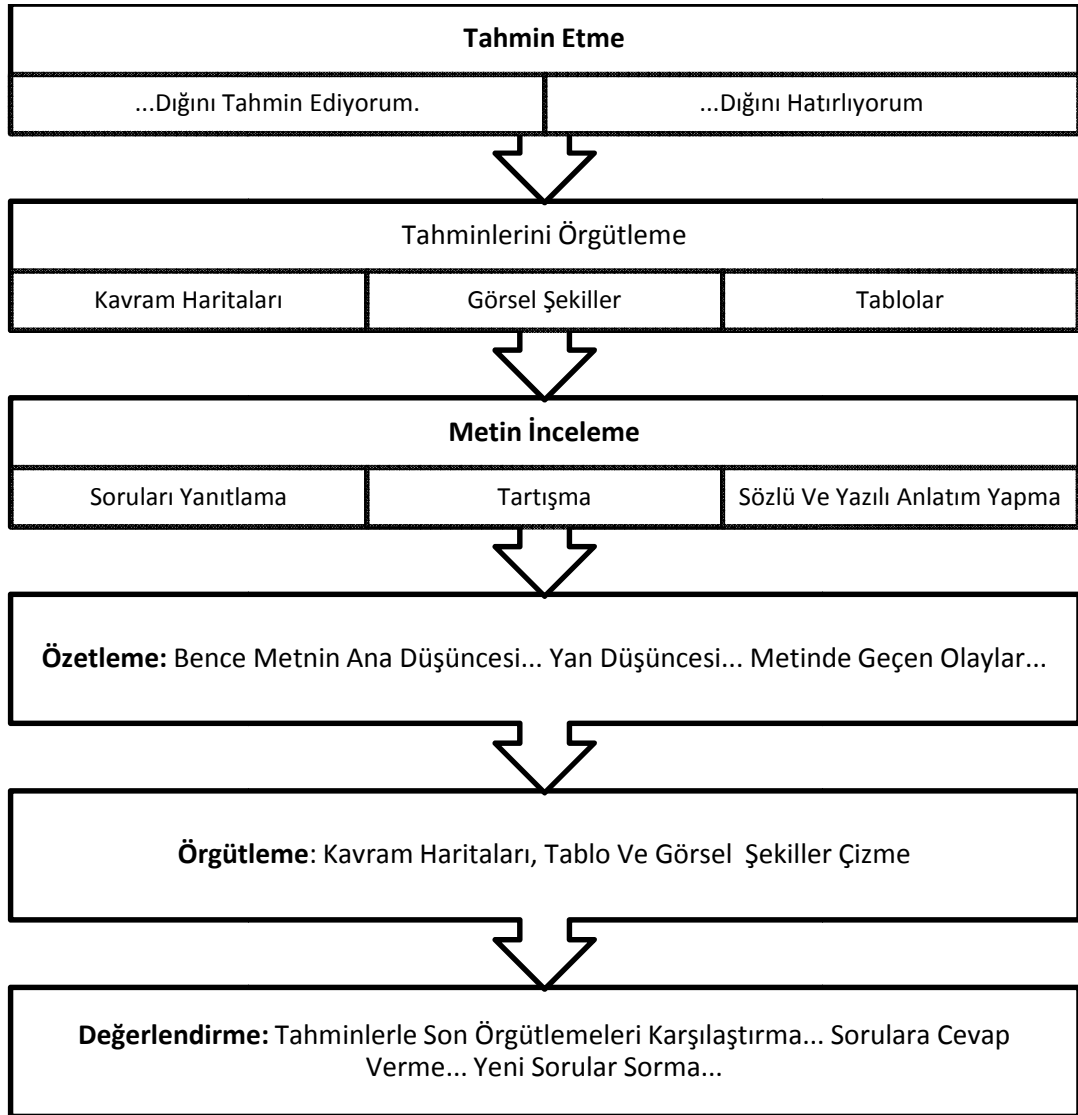 Tahmin Etme
...Dığını Tahmin Ediyorum.
...Dığını Hatırlıyorum
Tahminlerini Örgütleme
Kavram Haritaları
Görsel Şekiller
Tablolar
Metin İnceleme
Soruları Yanıtlama
Tartışma
Sözlü Ve Yazılı Anlatım Yapma
Özetleme: Bence Metnin Ana Düşüncesi... Yan Düşüncesi... Metinde Geçen Olaylar...
Örgütleme: Kavram Haritaları, Tablo Ve Görsel Şekiller Çizme
Değerlendirme: Tahminlerle Son Örgütlemeleri Karşılaştırma... Sorulara Cevap
Verme... Yeni Sorular Sorma...